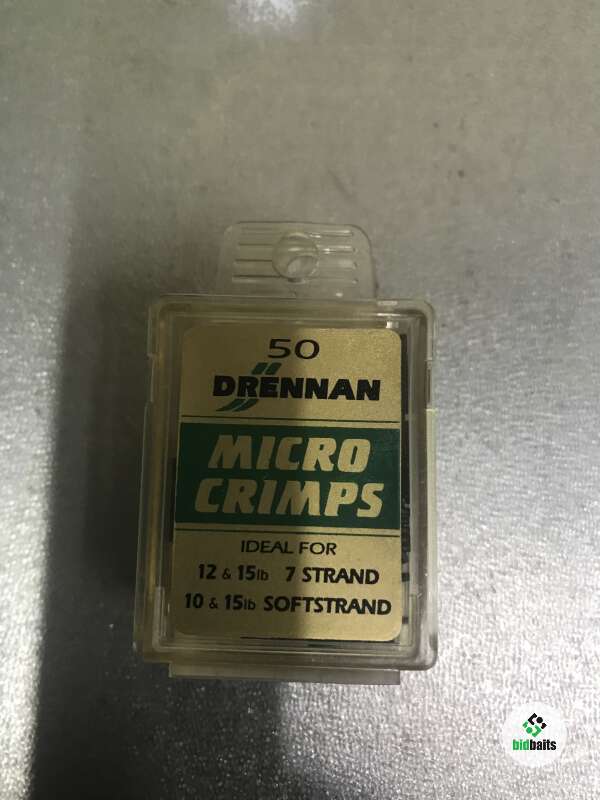 50
DRENNAN
MICRO
CRIMPS
IDEAL FOR
12 & 15lb 7 STRAND
10 & 15lb SOFTSTRAND
bidbaits